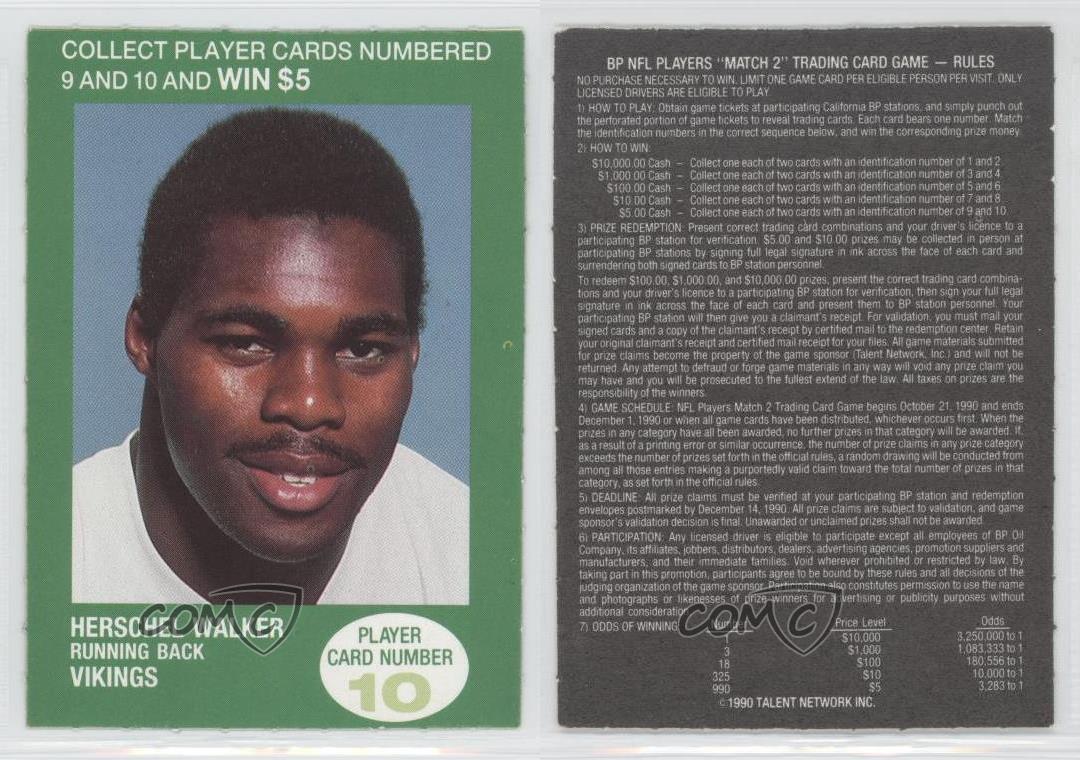 COLLECT PLAYER CARDS NUMBERED
9 AND 10 AND WIN $5
HERSCHEL WALKER
RUNNING BACK
VIKINGS
PLAYER
CARD NUMBER
10
COMC
BP NFL PLAYERS "MATCH 2" TRADING CARD GAME — RULES
NO PURCHASE NECESSARY TO WIN. LIMIT ONE GAME CARD PER ELIGIBLE PERSON PER VISIT. ONLY
LICENSED DRIVERS ARE ELIGIBLE TO PLAY.
1) HOW TO PLAY: Obtain game tickets at participating California BP stations, and simply punch out
the perforated portion of game tickets to reveal trading cards. Each card bears one number. Match
the identification numbers in the correct sequence below, and win the corresponding prize money.
2) HOW TO WIN:
$10,000.00 Cash – Collect one each of two cards with an identification number of 1 and 2.
$1,000.00 Cash – Collect one each of two cards with an identification number of 3 and 4.
$100.00 Cash – Collect one each of two cards with an identification number of 5 and 6.
$10.00 Cash – Collect one each of two cards with an identification number of 7 and 8.
$5.00 Cash – Collect one each of two cards with an identification number of 9 and 10.
3) PRIZE REDEMPTION: Present correct trading card combinations and your driver's licence to a
participating BP station for verification. $5.00 and $10.00 prizes may be collected in person at
participating BP stations by signing full legal signature in ink across the face of each card and
surrendering both signed cards to BP station personnel.
To redeem $100.00, $1,000.00, and $10,000.00 prizes, present the correct trading card combina-
tions and your driver's licence to a participating BP station for verification, then sign your full legal
signature in ink across the face of each card and present them to BP station personnel. Your
participating BP station will then give you a claimant's receipt. For validation, you must mail your
signed cards and a copy of the claimant's receipt by certified mail to the redemption center. Retain
your original claimant's receipt and certified mail receipt for your files. All game materials submitted
for prize claims become the property of the game sponsor (Talent Network, Inc.) and will not be
returned. Any attempt to defraud or forge game materials in any way will void any prize claim you
may have and you will be prosecuted to the fullest extend of the law. All taxes on prizes are the
responsibility of the winners.
4) GAME SCHEDULE: NFL Players Match 2 Trading Card Game begins October 21, 1990 and ends
December 1, 1990 or when all game cards have been distributed, whichever occurs first. When the
prizes in any category have all been awarded, no further prizes in that category will be awarded. If,
as a result of a printing error or similar occurrence, the number of prize claims in any prize category
exceeds the number of prizes set forth in the official rules, a random drawing will be conducted from
among all those entries making a purportedly valid claim toward the total number of prizes in that
category, as set forth in the official rules.
5) DEADLINE: All prize claims must be verified at your participating BP station and redemption
envelopes postmarked by December 14, 1990. All prize claims are subject to validation, and game
sponsor's validation decision is final. Unawarded or unclaimed prizes shall not be awarded.
6) PARTICIPATION: Any licensed driver is eligible to participate except all employees of BP Oil
Company, its affiliates, jobbers, distributors, dealers, advertising agencies, promotion suppliers and
manufacturers, and their immediate families. Void wherever prohibited or restricted by law. By
taking part in this promotion, participants agree to be bound by these rules and all decisions of the
judging organization of the game sponsor. Participation also constitutes permission to use the name
and photographs or likenesses of prize winners for advertising or publicity purposes without
additional consideration.
7) ODDS OF WINNING: Number Price Level Odds
$10,000 3,250,000 to 1
3 $1,000 1,083,333 to 1
18 $100 180,556 to 1
325 $10 10,000 to 1
990 $5 3,283 to 1
© 1990 TALENT NETWORK INC.
COMC